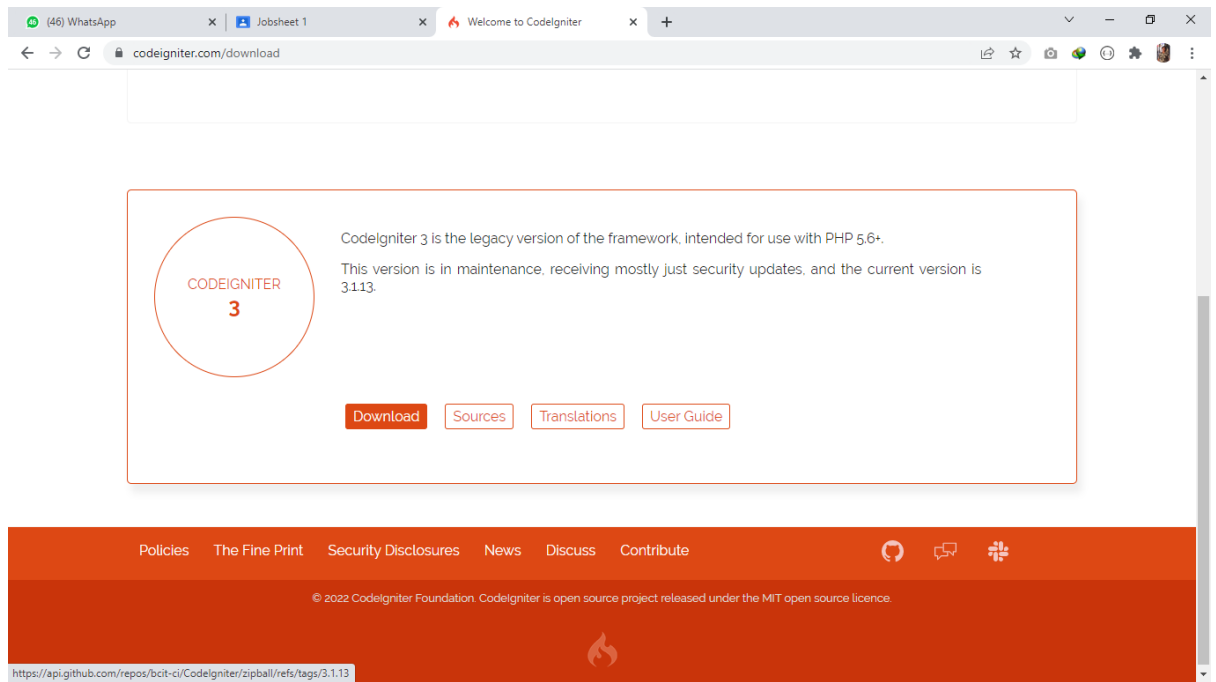 (46) WhatsApp
Jobsheet 1
Welcome to CodeIgniter
codeigniter.com/download
CodeIgniter 3 is the legacy version of the framework, intended for use with PHP 5.6+.
This version is in maintenance, receiving mostly just security updates, and the current version is
3.1.13.
CODEIGNITER
3
Download
Sources
Translations
User Guide
Policies
The Fine Print
Security Disclosures
News
Discuss
Contribute
© 2022 CodeIgniter Foundation. CodeIgniter is open source project released under the MIT open source licence.
https://api.github.com/repos/bcit-ci/CodeIgniter/zipball/refs/tags/3.1.13